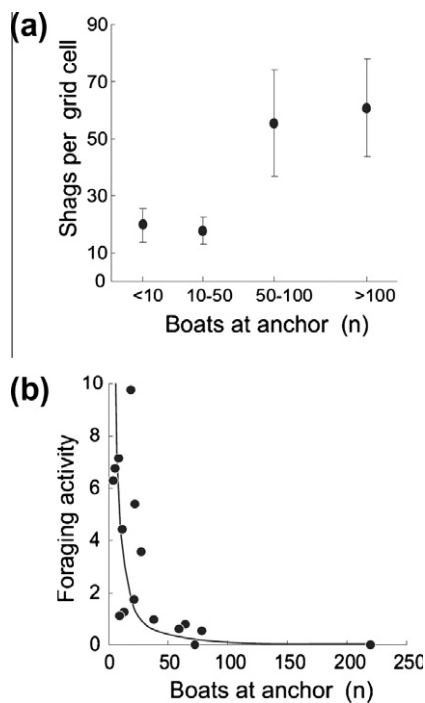 (a)
90
70
50
30
10
0
Shags per grid cell
<10 10-50 50-100 >100
Boats at anchor (n)
(b)
10
8
6
4
2
0
Foraging activity
0 50 100 150 200 250
Boats at anchor (n)